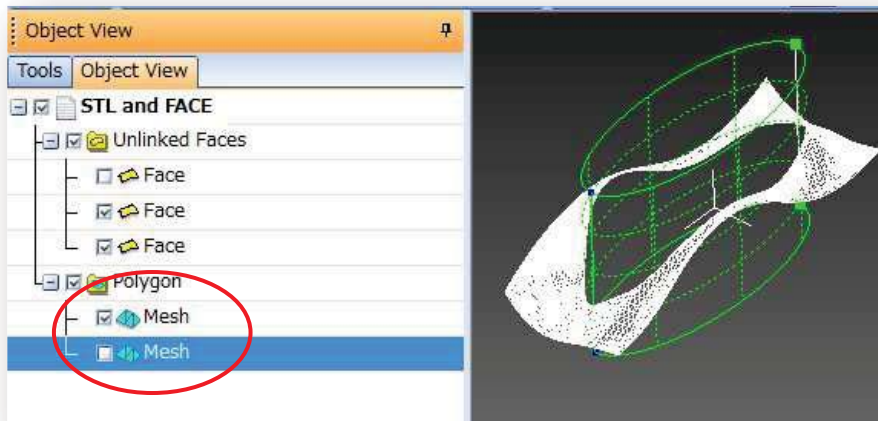 Object View
Tools Object View
STL and FACE
Unlinked Faces
Face
Face
Face
Polygon
Mesh
Mesh